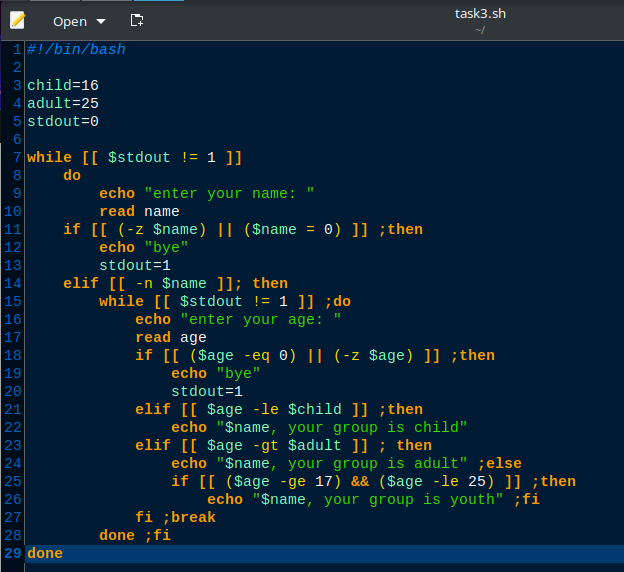 Open
task3.sh
~/
1 #!/bin/bash
2
3 child=16
4 adult=25
5 stdout=0
6
7 while [[ $stdout != 1 ]]
8     do
9         echo "enter your name: "
10         read name
11     if [[ (-z $name) || ($name = 0) ]] ;then
12         echo "bye"
13         stdout=1
14     elif [[ -n $name ]]; then
15         while [[ $stdout != 1 ]] ;do
16             echo "enter your age: "
17             read age
18             if [[ ($age -eq 0) || (-z $age) ]] ;then
19                 echo "bye"
20                 stdout=1
21             elif [[ $age -le $child ]] ;then
22                 echo "$name, your group is child"
23             elif [[ $age -gt $adult ]] ; then
24                 echo "$name, your group is adult" ;else
25                 if [[ ($age -ge 17) && ($age -le 25) ]] ;then
26                     echo "$name, your group is youth" ;fi
27             fi ;break
28         done ;fi
29 done